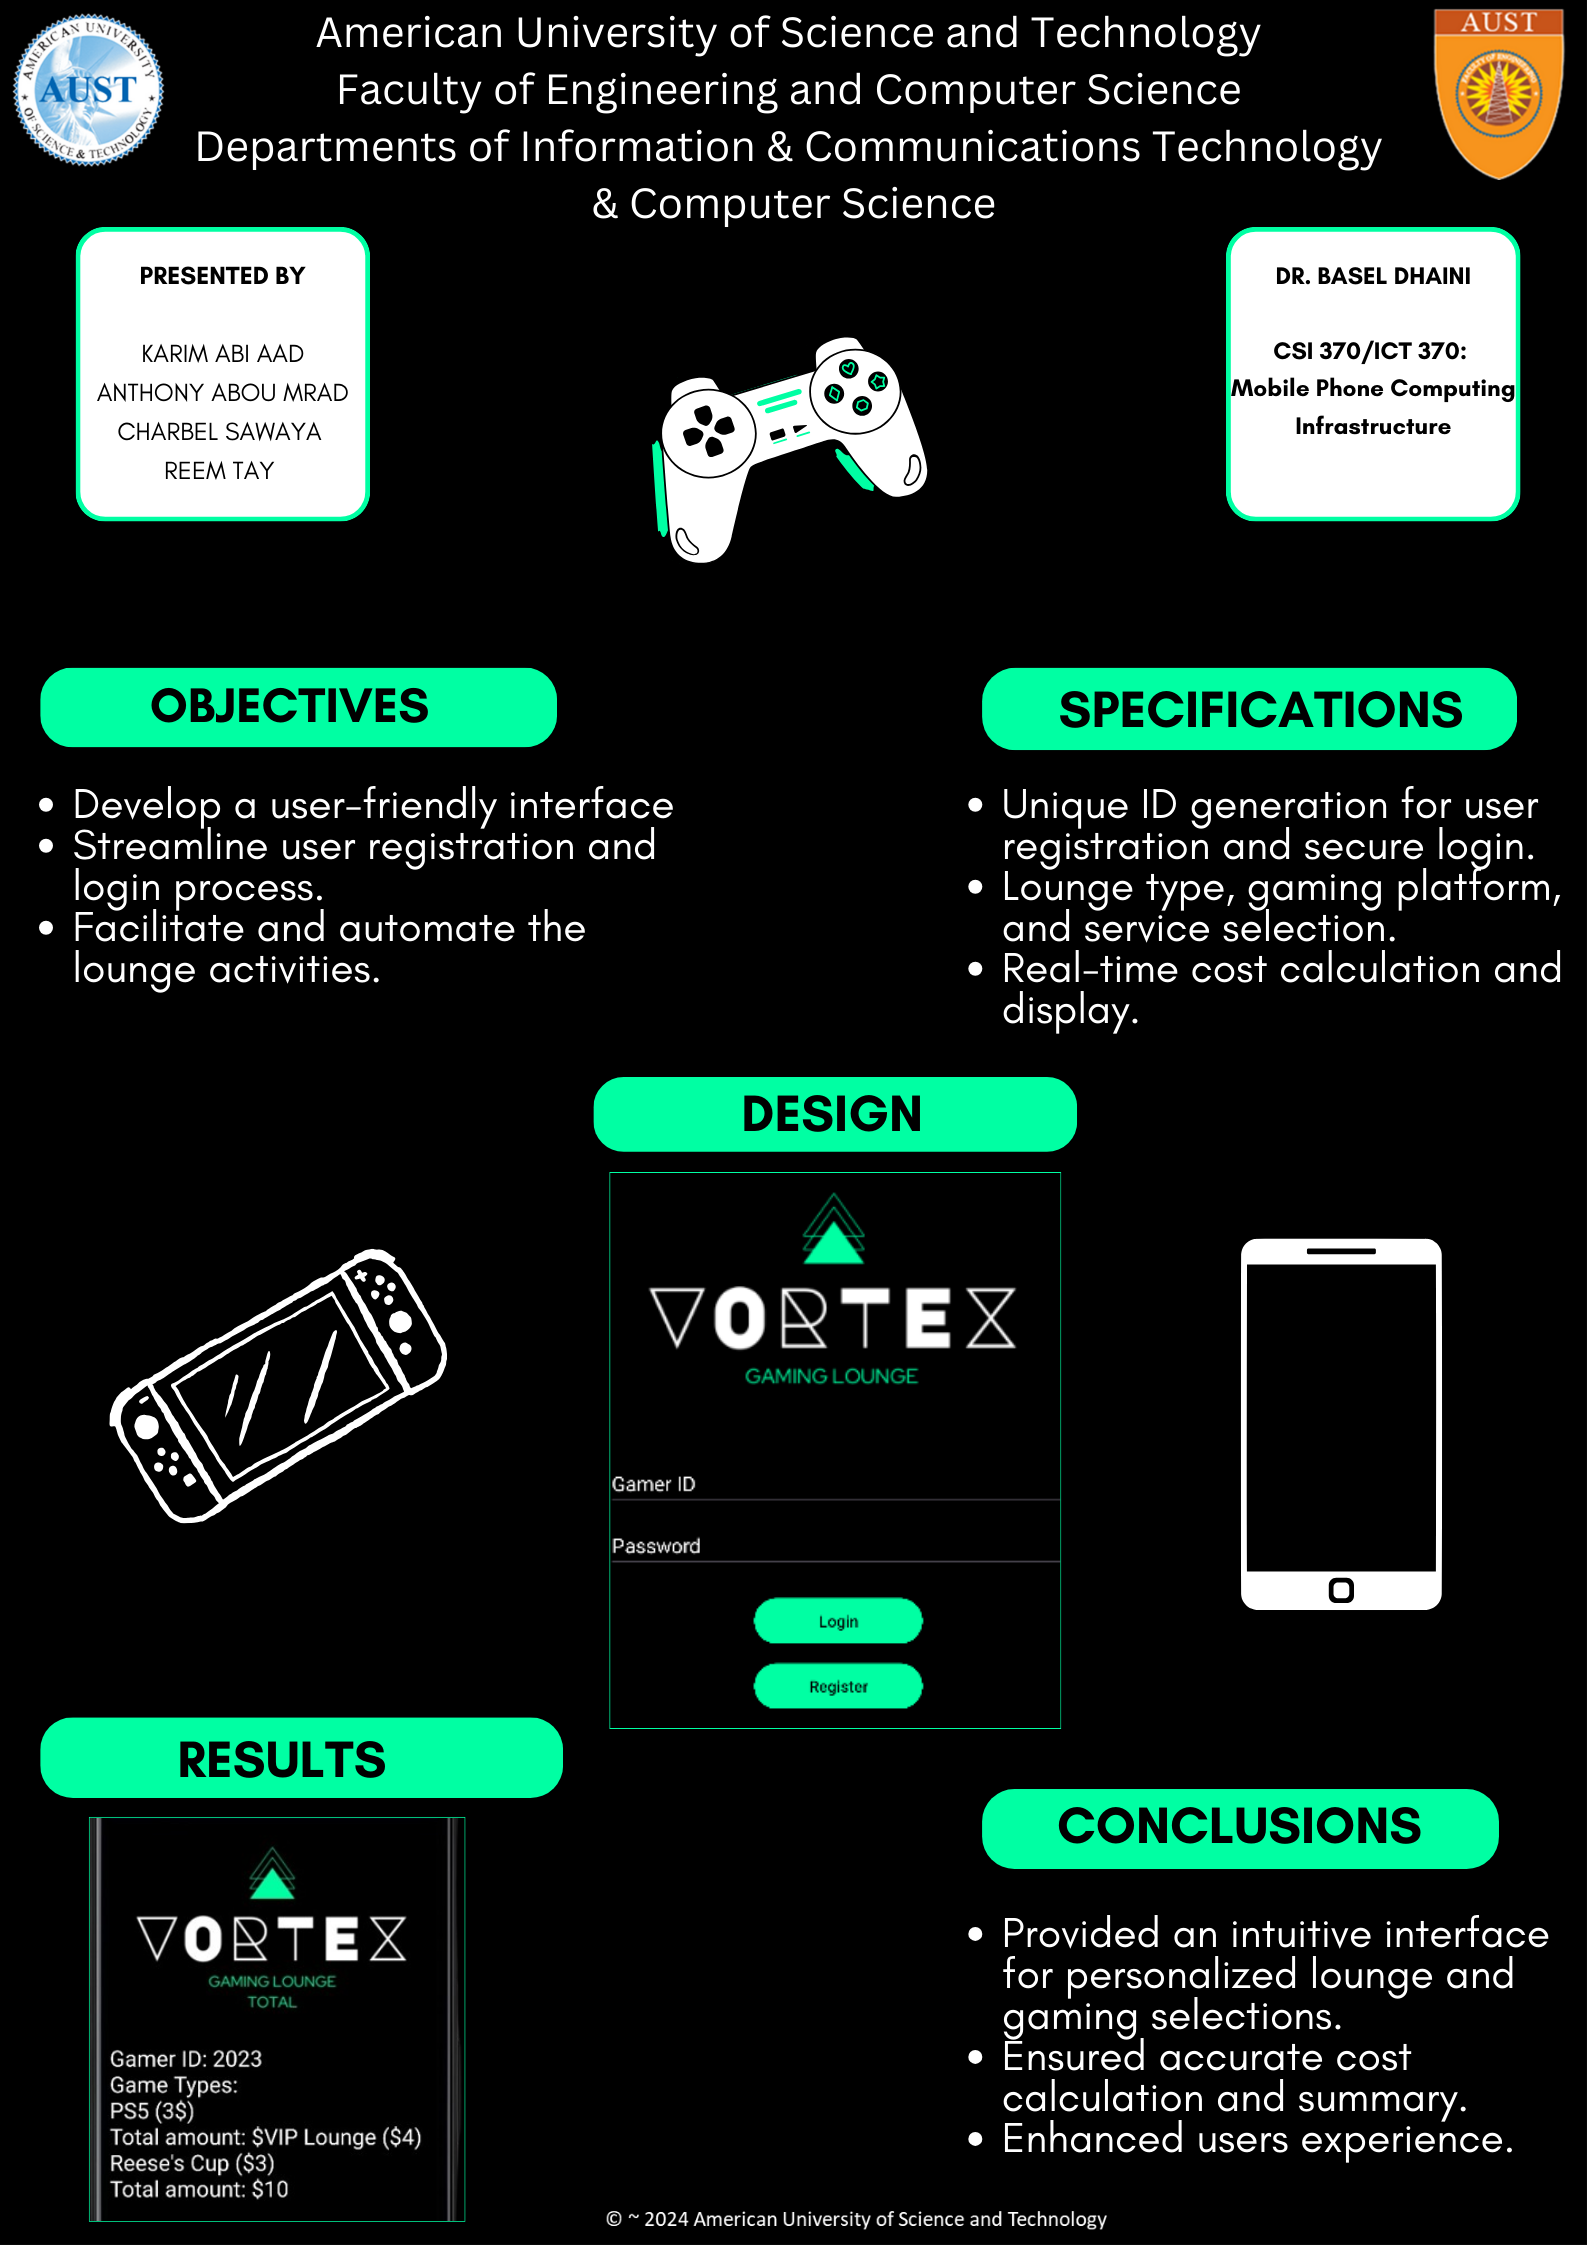 AMERICAN UNIVERSITY
AUST
OF SCIENCE & TECHNOLOGY
American University of Science and Technology
Faculty of Engineering and Computer Science
Departments of Information & Communications Technology
& Computer Science
AUST
FACULTY OF ENGINEERING
PRESENTED BY
KARIM ABI AAD
ANTHONY ABOU MRAD
CHARBEL SAWAYA
REEM TAY
DR. BASEL DHAINI
CSI 370/ICT 370:
Mobile Phone Computing
Infrastructure
OBJECTIVES
• Develop a user-friendly interface
• Streamline user registration and
login process.
• Facilitate and automate the
lounge activities.
SPECIFICATIONS
• Unique ID generation for user
registration and secure login.
• Lounge type, gaming platform,
and service selection.
• Real-time cost calculation and
display.
DESIGN
VORTEX
GAMING LOUNGE
Gamer ID
Password
Login
Register
RESULTS
VORTEX
GAMING LOUNGE
TOTAL
Gamer ID: 2023
Game Types:
PS5 (3$)
Total amount: $VIP Lounge ($4)
Reese's Cup ($3)
Total amount: $10
CONCLUSIONS
• Provided an intuitive interface
for personalized lounge and
gaming selections.
• Ensured accurate cost
calculation and summary.
• Enhanced users experience.
© ~ 2024 American University of Science and Technology